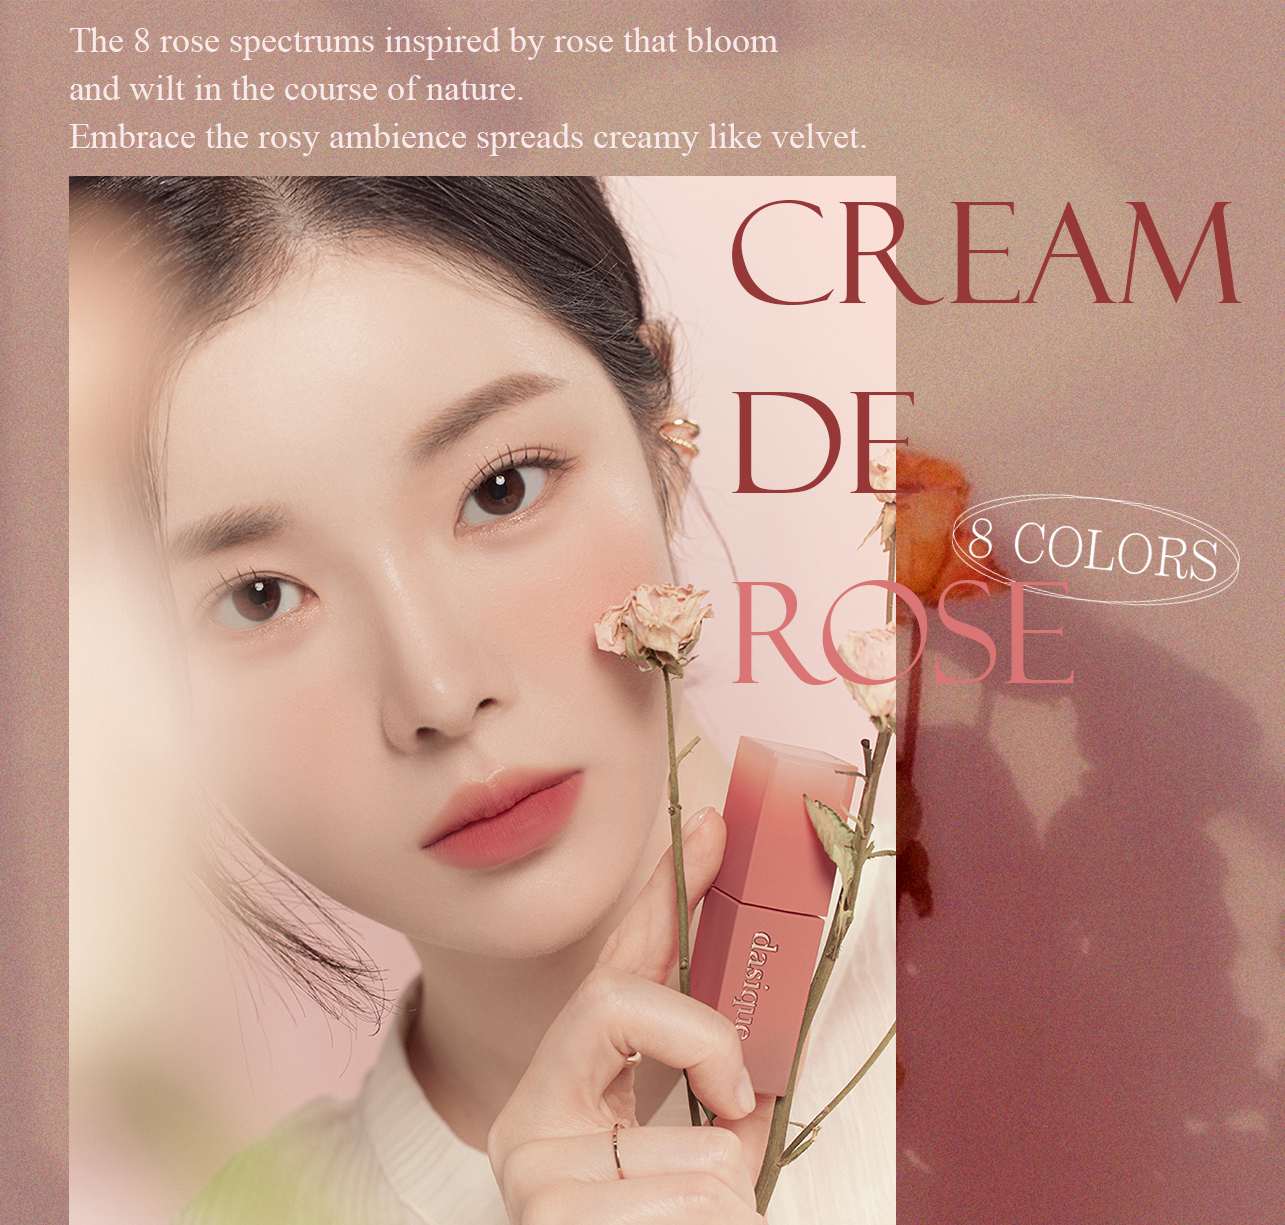 The 8 rose spectrums inspired by rose that bloom
and wilt in the course of nature.
Embrace the rosy ambience spreads creamy like velvet.
CREAM
DE
8 COLORS
ROSE
dasique